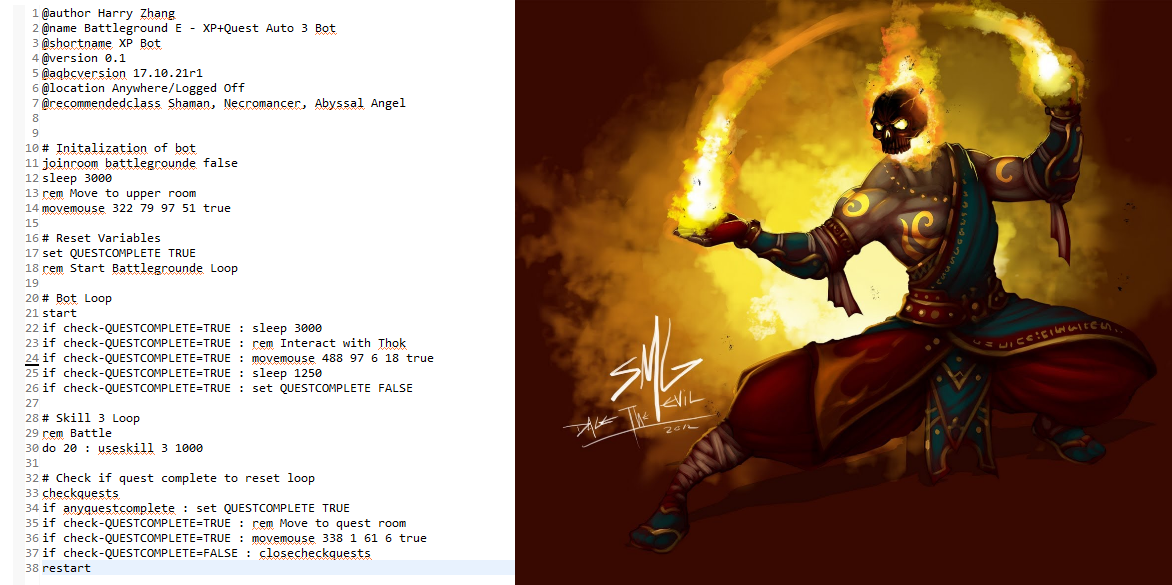 1 @author Harry Zhang
2 @name Battleground E - XP+Quest Auto 3 Bot
3 @shortname XP Bot
4 @version 0.1
5 @aqbcversion 17.10.21r1
6 @location Anywhere/Logged Off
7 @recommendedclass Shaman, Necromancer, Abyssal Angel
8
9
10 # Initalization of bot
11 joinroom battlegrounde false
12 sleep 3000
13 rem Move to upper room
14 movemouse 322 79 97 51 true
15
16 # Reset Variables
17 set QUESTCOMPLETE TRUE
18 rem Start Battlegrounde Loop
19
20 # Bot Loop
21 start
22 if check-QUESTCOMPLETE=TRUE : sleep 3000
23 if check-QUESTCOMPLETE=TRUE : rem Interact with Thok
24 if check-QUESTCOMPLETE=TRUE : movemouse 488 97 6 18 true
25 if check-QUESTCOMPLETE=TRUE : sleep 1250
26 if check-QUESTCOMPLETE=TRUE : set QUESTCOMPLETE FALSE
27
28 # Skill 3 Loop
29 rem Battle
30 do 20 : useskill 3 1000
31
32 # Check if quest complete to reset loop
33 checkquests
34 if anyquestcomplete : set QUESTCOMPLETE TRUE
35 if check-QUESTCOMPLETE=TRUE : rem Move to quest room
36 if check-QUESTCOMPLETE=TRUE : movemouse 338 1 61 6 true
37 if check-QUESTCOMPLETE=FALSE : closecheckquests
38 restart
SMG
THE EVIL
2012